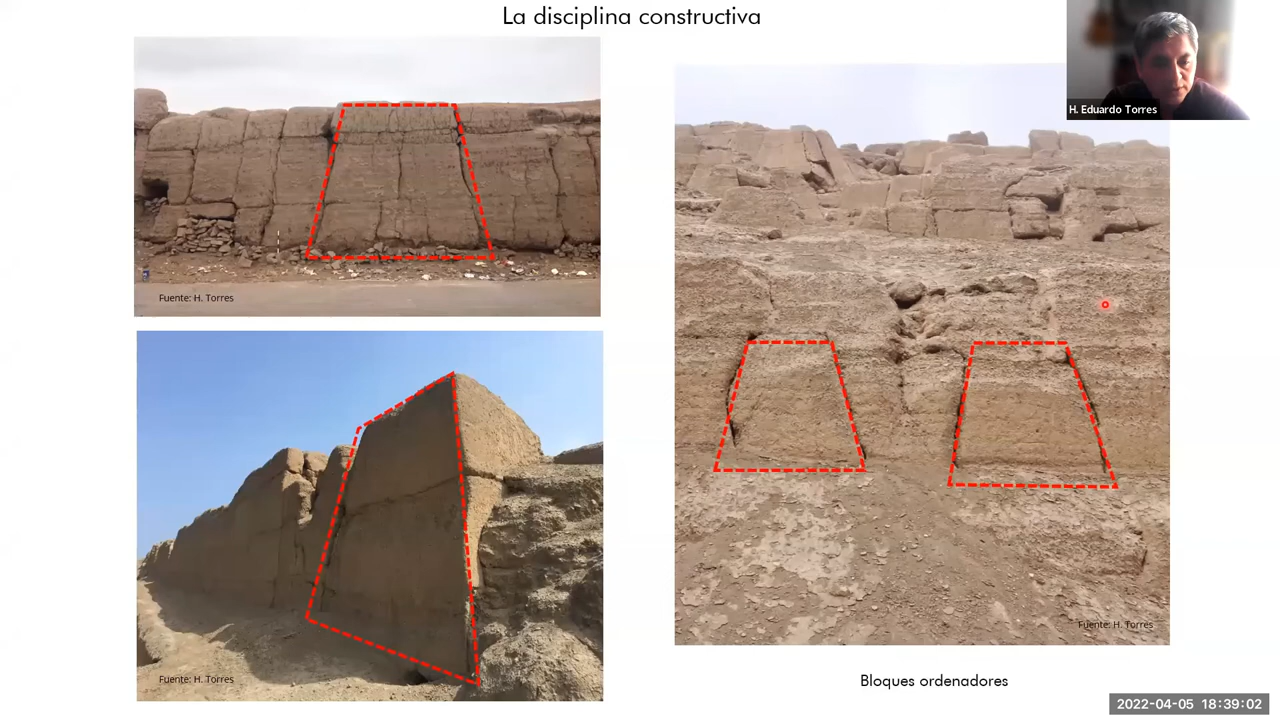 La disciplina constructiva
H. Eduardo Torres
Fuente: H. Torres
Fuente: H. Torres
Fuente: H. Torres
Bloques ordenadores
2022-04-05 18:39:02